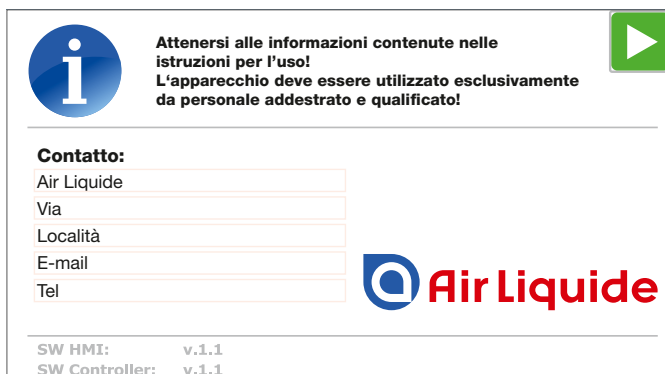 Attenersi alle informazioni contenute nelle
istruzioni per l'uso!
L‘apparecchio deve essere utilizzato esclusivamente
da personale addestrato e qualificato!
Contatto:
Air Liquide
Via
Località
E-mail
Tel
Air Liquide
SW HMI: v.1.1
SW Controller: v.1.1